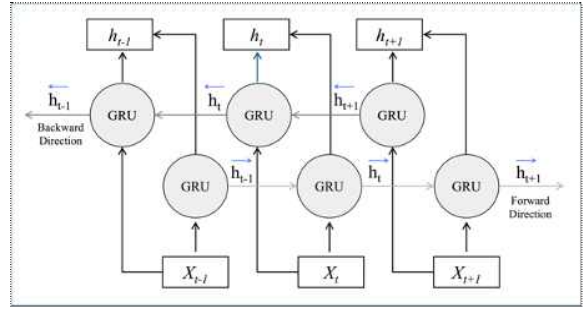 h_{t-1} h_t h_{t+1}
←h_{t-1} GRU ←h_t GRU ←h_{t+1} GRU
Backward
Direction
GRU →h_{t-1} GRU →h_t GRU →h_{t+1}
Forward
Direction
X_{t-1} X_t X_{t+1}